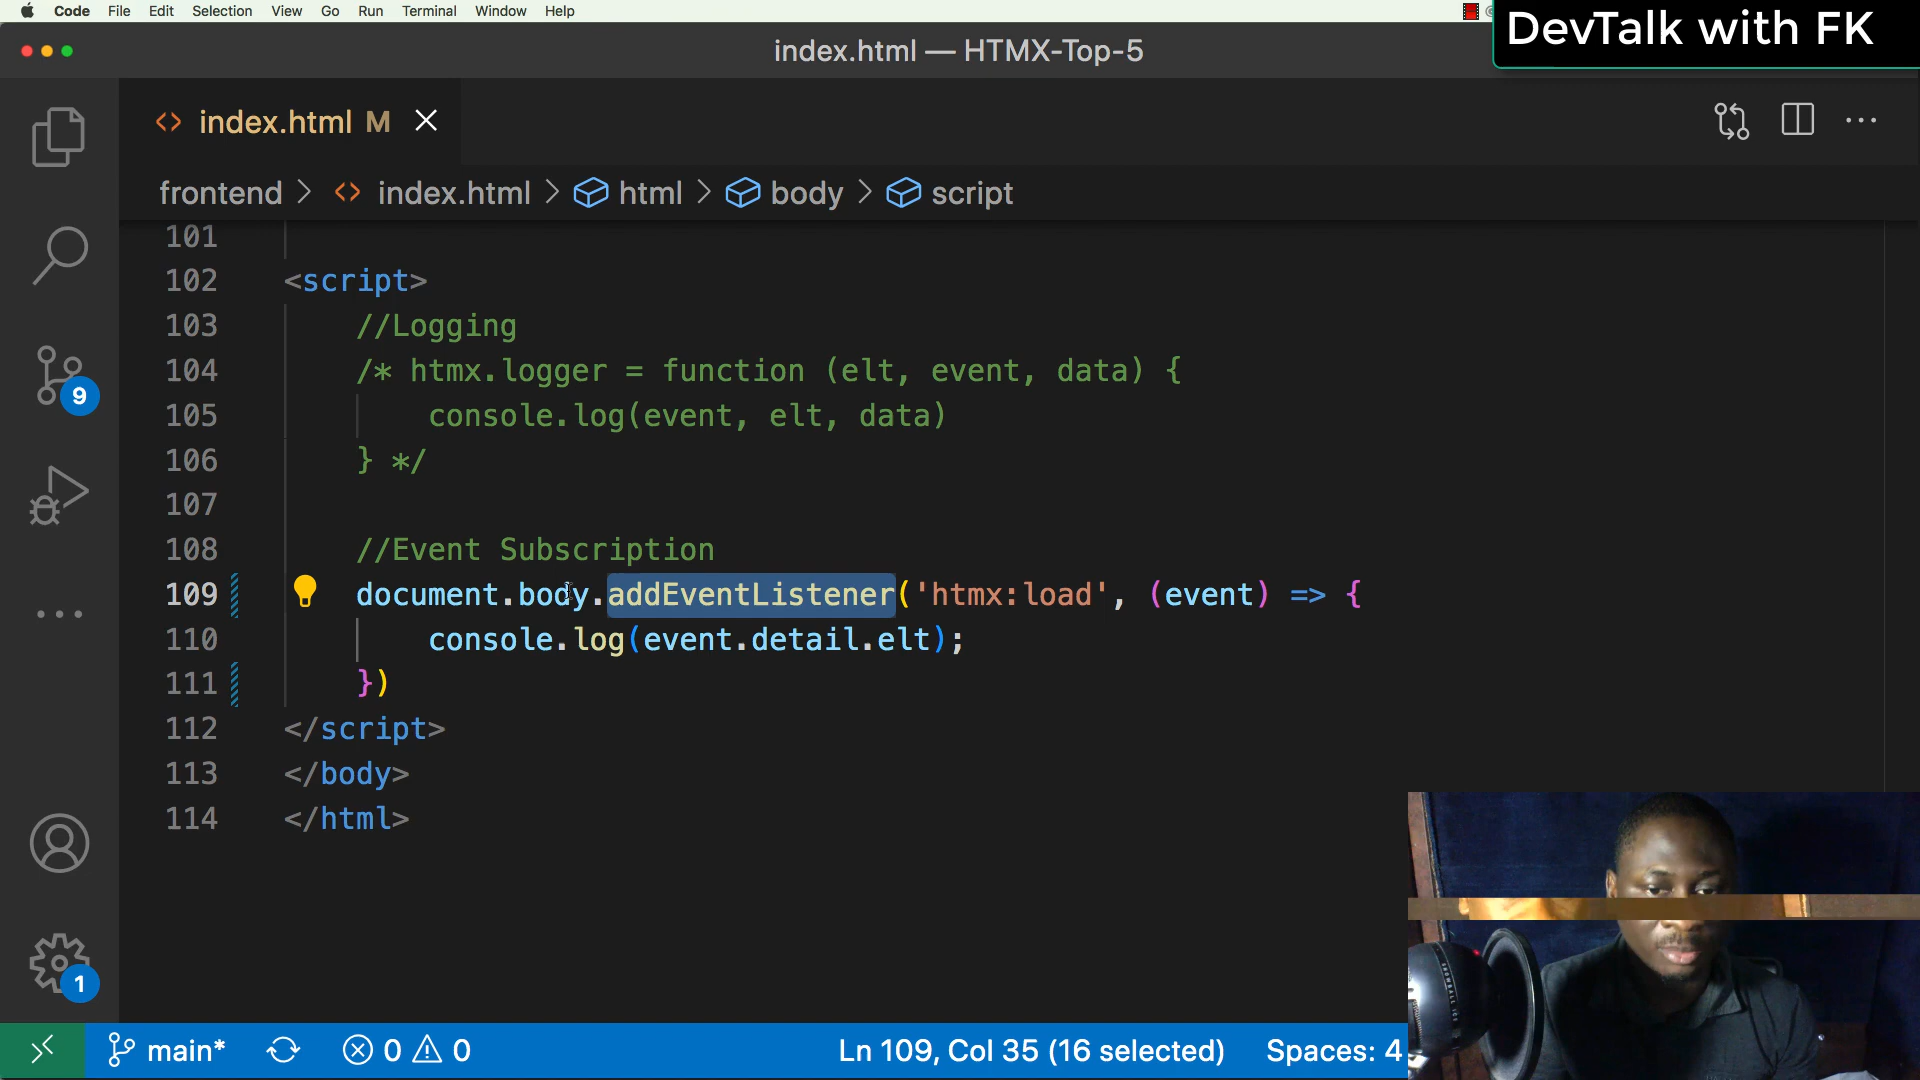 Code File Edit Selection View Go Run Terminal Window Help
DevTalk with FK
index.html — HTMX-Top-5
index.html M
frontend > index.html > html > body > script
101
102 <script>
103 //Logging
104 /* htmx.logger = function (elt, event, data) {
105 console.log(event, elt, data)
106 } */
107
108 //Event Subscription
109 document.body.addEventListener('htmx:load', (event) => {
110 console.log(event.detail.elt);
111 })
112 </script>
113 </body>
114 </html>
9
1
main* 0 0 Ln 109, Col 35 (16 selected) Spaces: 4